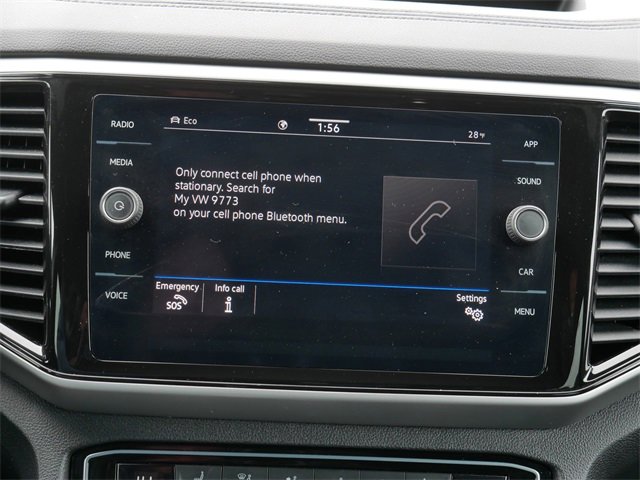 RADIO
MEDIA
PHONE
VOICE
Eco
1:56
28°F
Only connect cell phone when
stationary. Search for
My VW 9773
on your cell phone Bluetooth menu.
Emergency
SOS
Info call
i
Settings
APP
SOUND
CAR
MENU